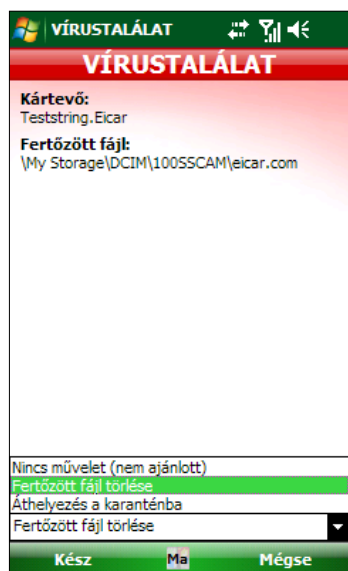 VÍRUSTALÁLAT
VÍRUSTALÁLAT
Kártevő:
Teststring.Eicar
Fertőzött fájl:
\My Storage\DCIM\100SSCAM\eicar.com
Nincs művelet (nem ajánlott)
Fertőzött fájl törlése
Áthelyezés a karanténba
Fertőzött fájl törlése
Kész Ma Mégse